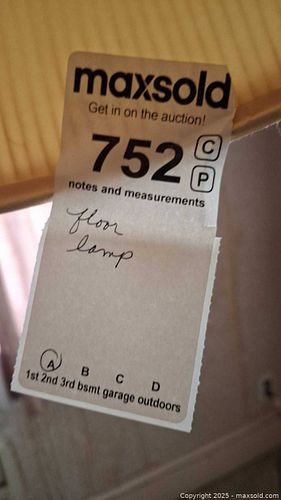 maxsold
Get in on the auction!
752 C
P
notes and measurements
floor
lamp
A B C D
1st 2nd 3rd bsmt garage outdoors
Copyright 2025 - maxsold.com